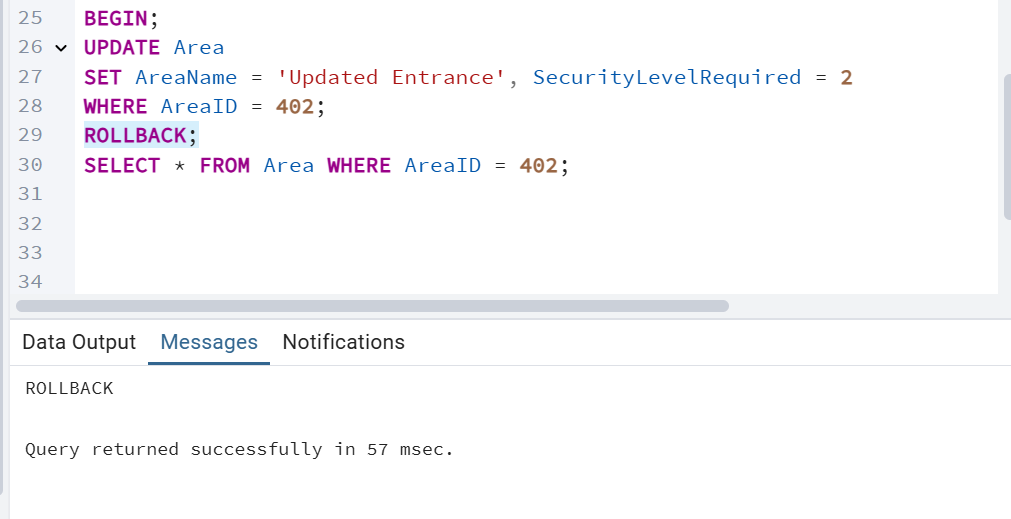 25 BEGIN;
26 UPDATE Area
27 SET AreaName = 'Updated Entrance', SecurityLevelRequired = 2
28 WHERE AreaID = 402;
29 ROLLBACK;
30 SELECT * FROM Area WHERE AreaID = 402;
31
32
33
34
Data Output Messages Notifications
ROLLBACK
Query returned successfully in 57 msec.